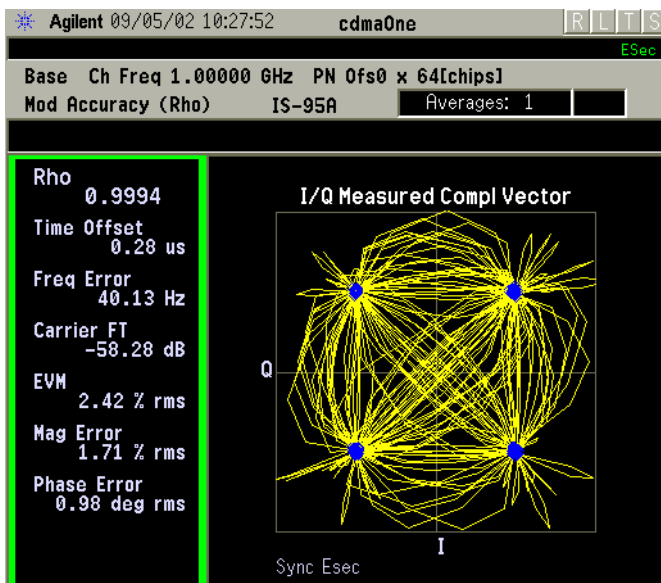 Agilent 09/05/02 10:27:52 cdmaOne R L T S
ESec
Base Ch Freq 1.00000 GHz PN Ofs0 x 64[chips]
Mod Accuracy (Rho) IS-95A Averages: 1
Rho
0.9994
Time Offset
0.28 us
Freq Error
40.13 Hz
Carrier FT
-58.28 dB
EVM
2.42 % rms
Mag Error
1.71 % rms
Phase Error
0.98 deg rms
I/Q Measured Compl Vector
Q
I
Sync Esec